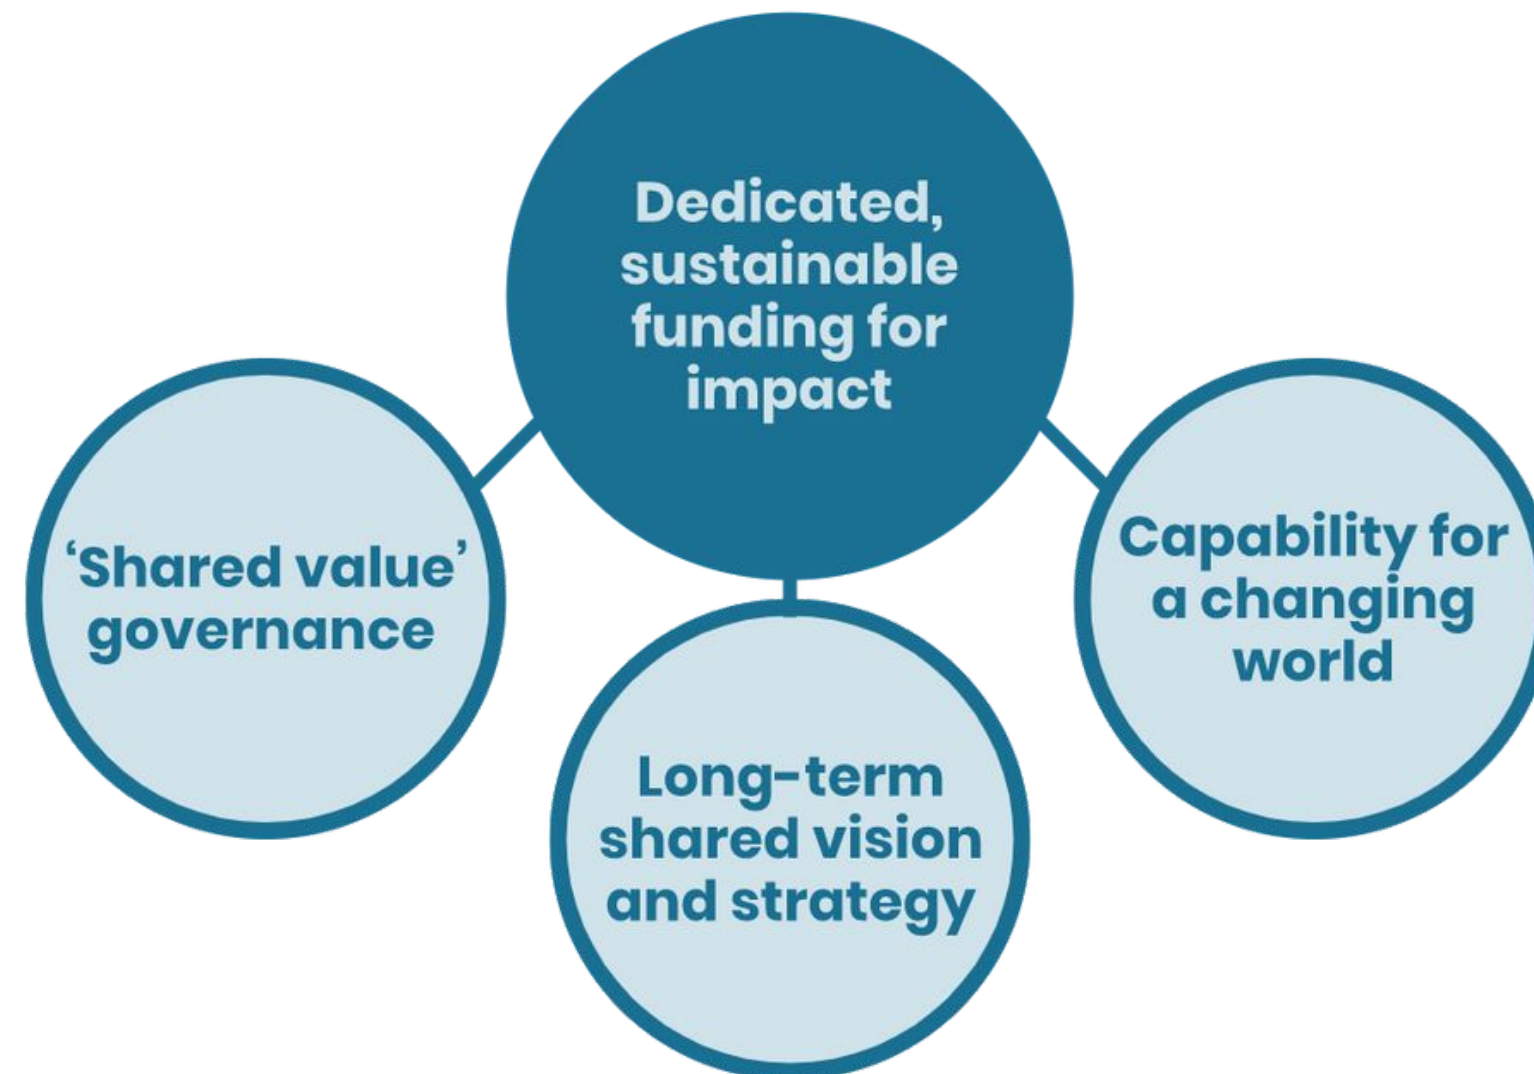 Dedicated,
sustainable
funding for
impact
‘Shared value’
governance
Capability for
a changing
world
Long-term
shared vision
and strategy